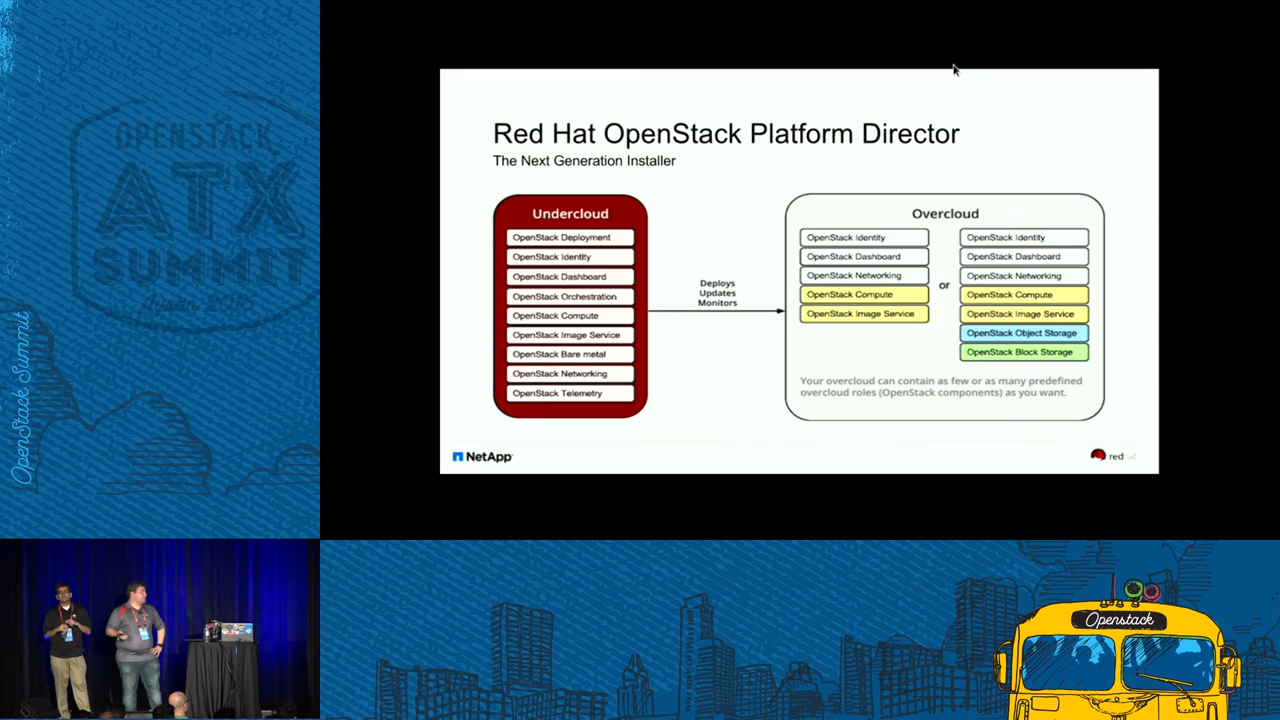 OPENSTACK
ATX
SUMMIT
OpenStack Summit
Red Hat OpenStack Platform Director
The Next Generation Installer
Undercloud
OpenStack Deployment
OpenStack Identity
OpenStack Dashboard
OpenStack Orchestration
OpenStack Compute
OpenStack Image Service
OpenStack Bare metal
OpenStack Networking
OpenStack Telemetry
Deploys
Updates
Monitors
Overcloud
OpenStack Identity
OpenStack Dashboard
OpenStack Networking
OpenStack Compute
OpenStack Image Service
or
OpenStack Identity
OpenStack Dashboard
OpenStack Networking
OpenStack Compute
OpenStack Image Service
OpenStack Object Storage
OpenStack Block Storage
Your overcloud can contain as few or as many predefined
overcloud roles (OpenStack components) as you want.
NetApp
red
Openstack